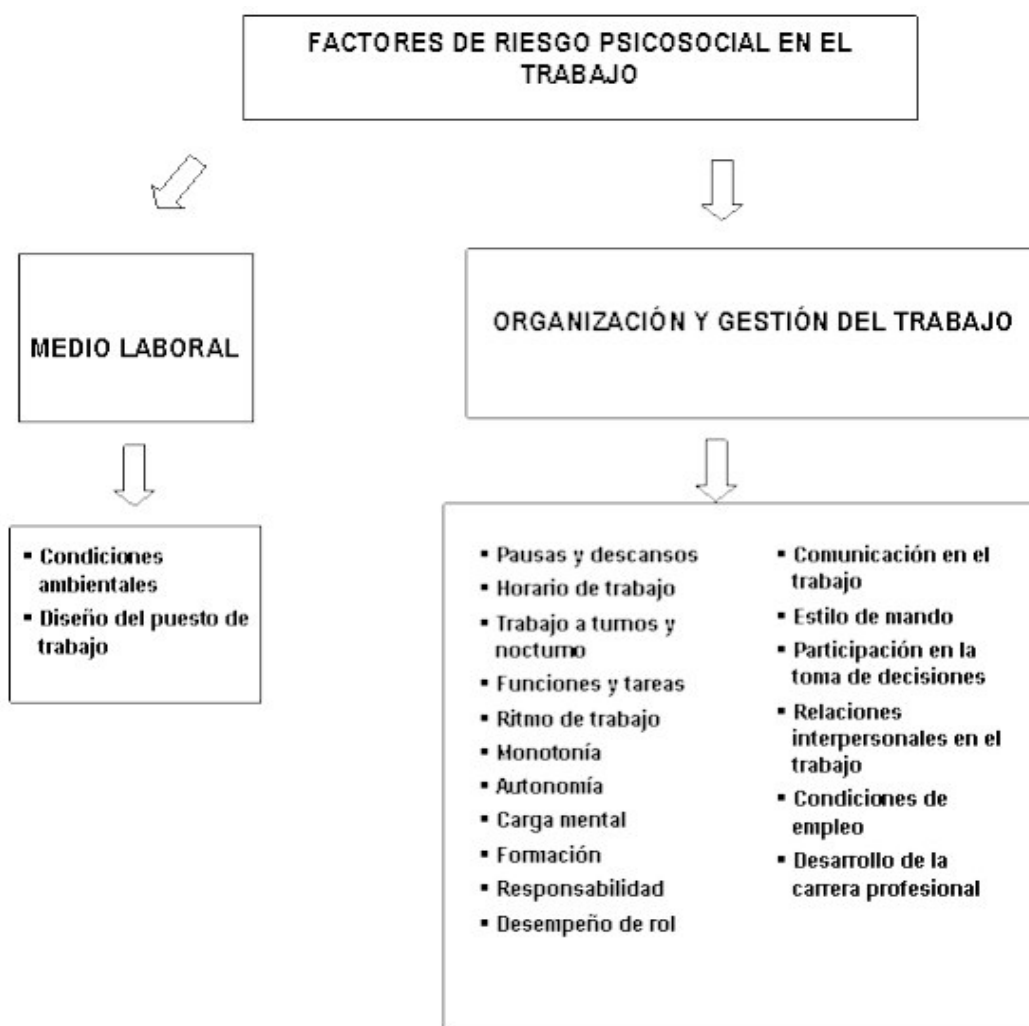 FACTORES DE RIESGO PSICOSOCIAL EN EL
TRABAJO
MEDIO LABORAL
ORGANIZACIÓN Y GESTIÓN DEL TRABAJO
▪ Condiciones
ambientales
▪ Diseño del puesto de
trabajo
▪ Pausas y descansos
▪ Horario de trabajo
▪ Trabajo a turnos y
nocturno
▪ Funciones y tareas
▪ Ritmo de trabajo
▪ Monotonía
▪ Autonomía
▪ Carga mental
▪ Formación
▪ Responsabilidad
▪ Desempeño de rol
▪ Comunicación en el
trabajo
▪ Estilo de mando
▪ Participación en la
toma de decisiones
▪ Relaciones
interpersonales en el
trabajo
▪ Condiciones de
empleo
▪ Desarrollo de la
carrera profesional